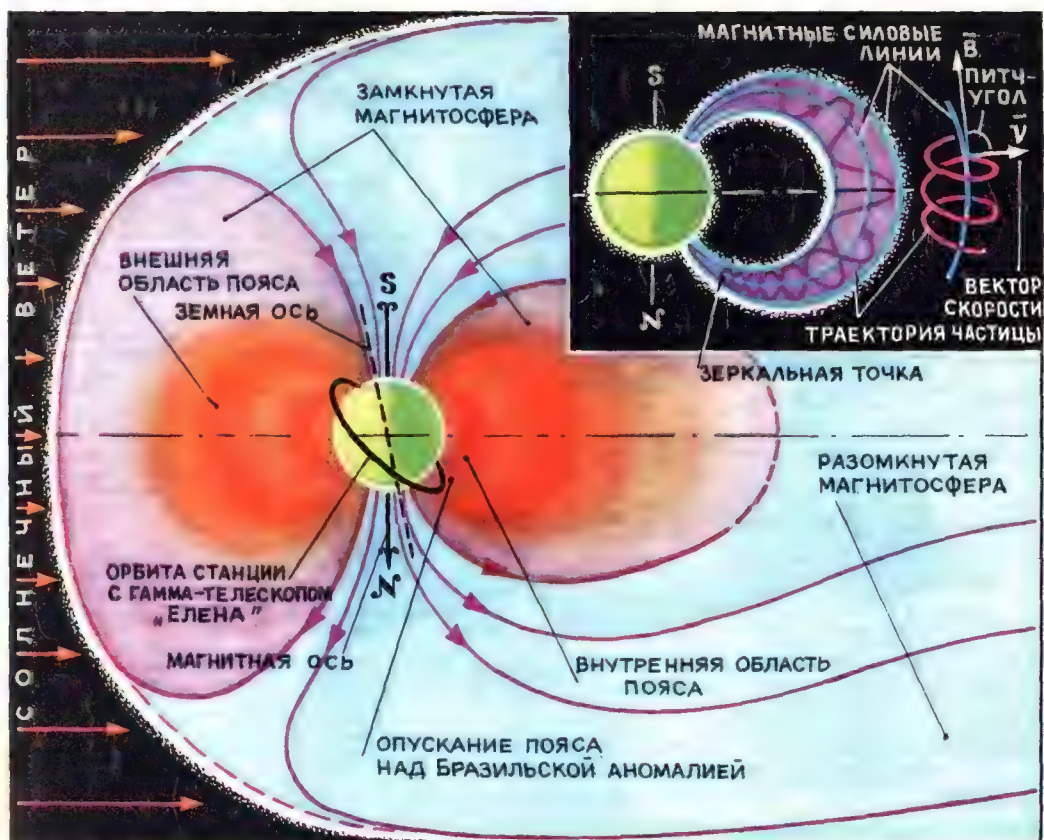 СОЛНЕЧНЫЙ ВЕТЕР
ЗАМКНУТАЯ
МАГНИТОСФЕРА
ВНЕШНЯЯ
ОБЛАСТЬ ПОЯСА
ЗЕМНАЯ ОСЬ
S
N
ОРБИТА СТАНЦИИ
С ГАММА-ТЕЛЕСКОПОМ
„ЕЛЕНА"
МАГНИТНАЯ ОСЬ
ОПУСКАНИЕ ПОЯСА
НАД БРАЗИЛЬСКОЙ АНОМАЛИЕЙ
ВНУТРЕННЯЯ ОБЛАСТЬ
ПОЯСА
РАЗОМКНУТАЯ
МАГНИТОСФЕРА
МАГНИТНЫЕ СИЛОВЫЕ
ЛИНИИ
S
N
B
ПИТЧ-
УГОЛ
V
ВЕКТОР
СКОРОСТИ
ТРАЕКТОРИЯ ЧАСТИЦЫ
ЗЕРКАЛЬНАЯ ТОЧКА